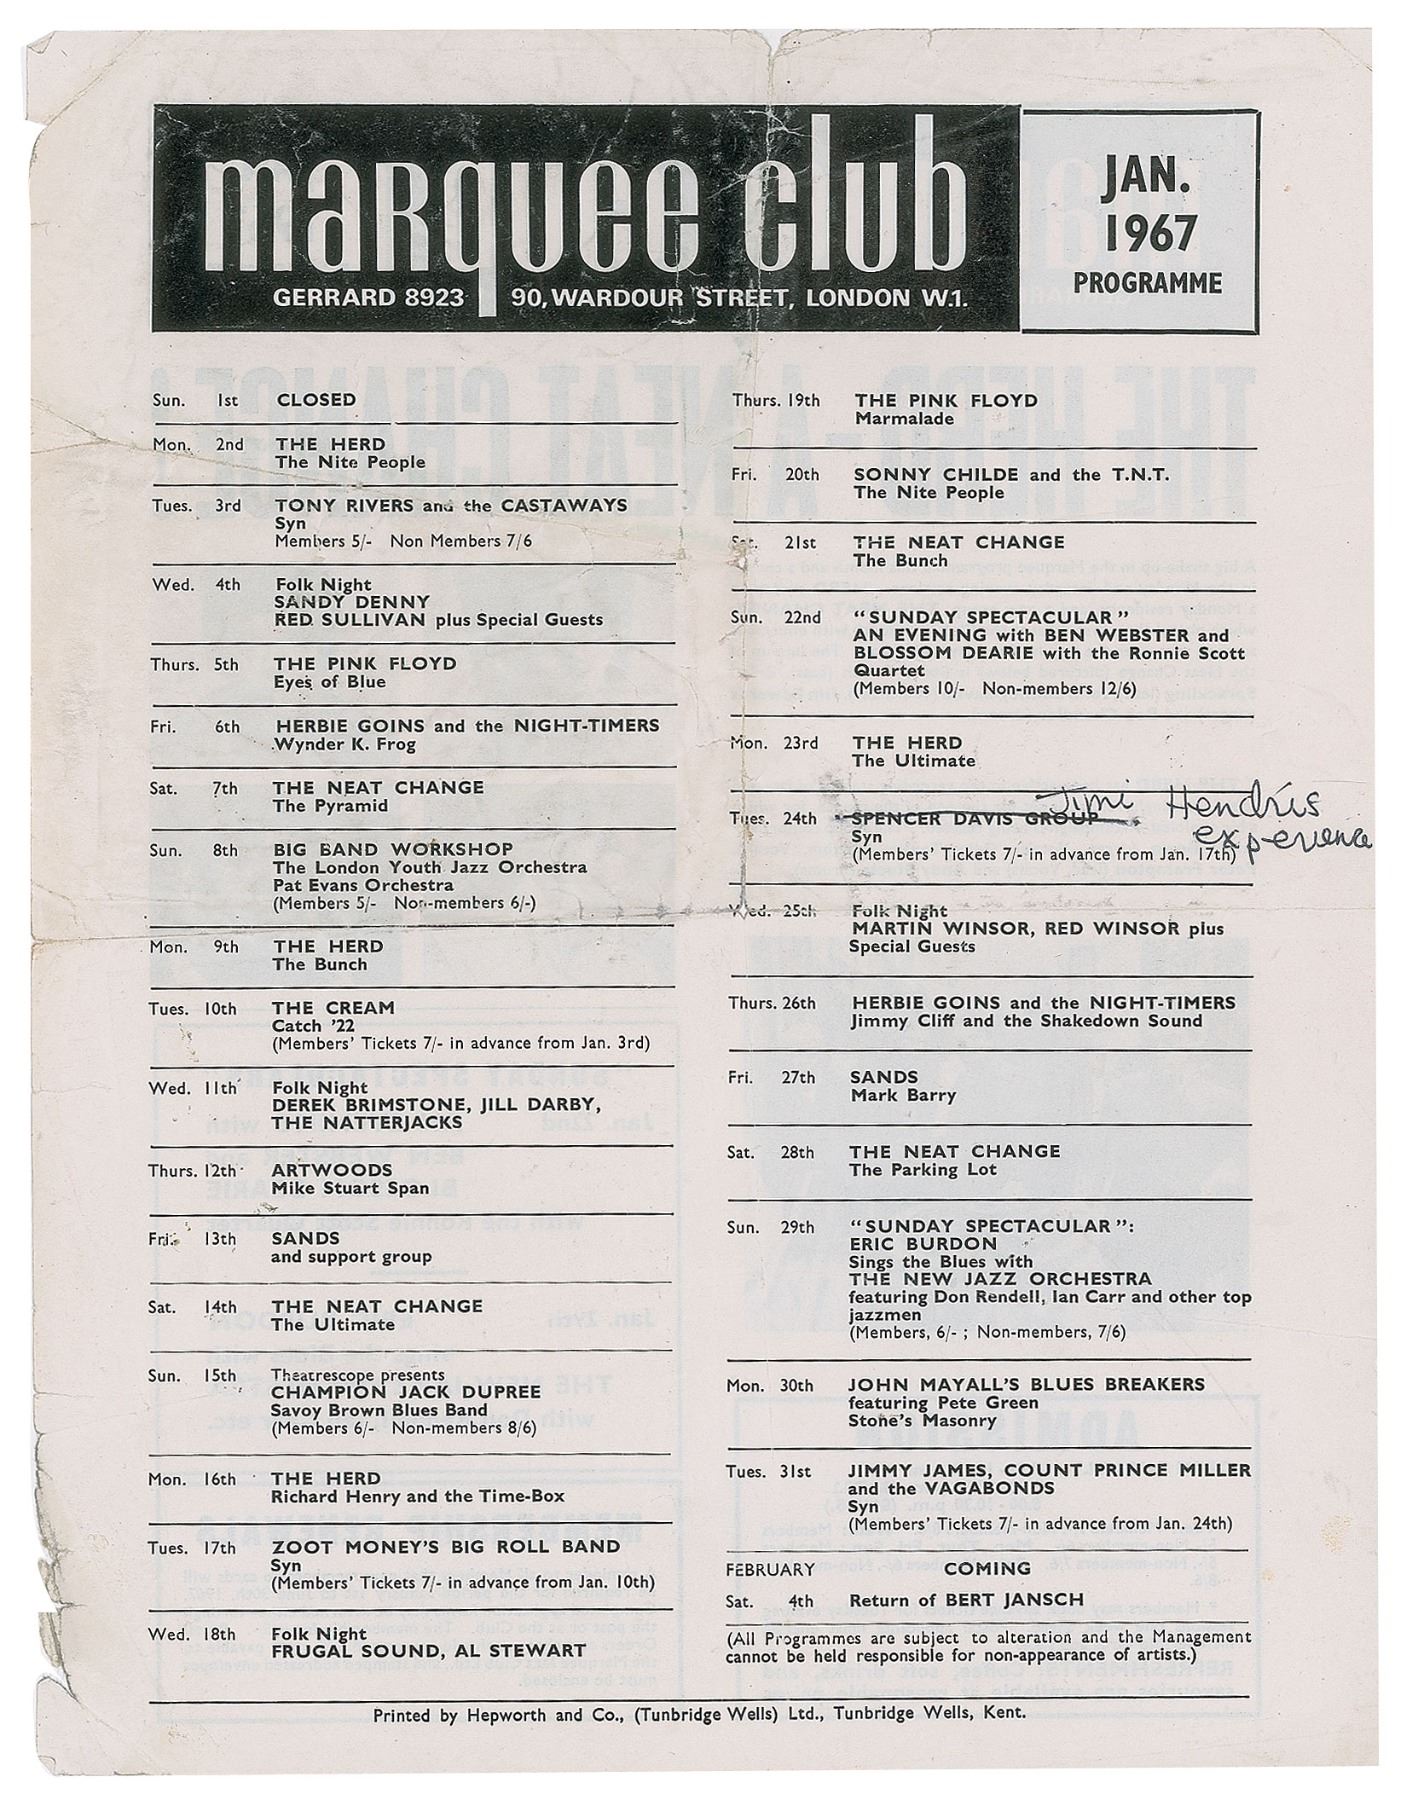 marquee club
GERRARD 8923 90, WARDOUR STREET, LONDON W.1.
JAN.
1967
PROGRAMME
Sun. 1st CLOSED
Mon. 2nd THE HERD
The Nite People
Tues. 3rd TONY RIVERS and the CASTAWAYS
Syn
Members 5/- Non Members 7/6
Wed. 4th Folk Night
SANDY DENNY
RED SULLIVAN plus Special Guests
Thurs. 5th THE PINK FLOYD
Eyes of Blue
Fri. 6th HERBIE GOINS and the NIGHT-TIMERS
Wynder K. Frog
Sat. 7th THE NEAT CHANGE
The Pyramid
Sun. 8th BIG BAND WORKSHOP
The London Youth Jazz Orchestra
Pat Evans Orchestra
(Members 5/- Non-members 6/-)
Mon. 9th THE HERD
The Bunch
Tues. 10th THE CREAM
Catch '22
(Members' Tickets 7/- in advance from Jan. 3rd)
Wed. 11th Folk Night
DEREK BRIMSTONE, JILL DARBY,
THE NATTERJACKS
Thurs. 12th ARTWOODS
Mike Stuart Span
Fri. 13th SANDS
and support group
Sat. 14th THE NEAT CHANGE
The Ultimate
Sun. 15th Theatrescope presents
CHAMPION JACK DUPREE
Savoy Brown Blues Band
(Members 6/- Non-members 8/6)
Mon. 16th THE HERD
Richard Henry and the Time-Box
Tues. 17th ZOOT MONEY'S BIG ROLL BAND
Syn
(Members' Tickets 7/- in advance from Jan. 10th)
Wed. 18th Folk Night
FRUGAL SOUND, AL STEWART
Thurs. 19th THE PINK FLOYD
Marmalade
Fri. 20th SONNY CHILDE and the T.N.T.
The Nite People
Sat. 21st THE NEAT CHANGE
The Bunch
Sun. 22nd "SUNDAY SPECTACULAR"
AN EVENING with BEN WEBSTER and
BLOSSOM DEARIE with the Ronnie Scott
Quartet
(Members 10/- Non-members 12/6)
Mon. 23rd THE HERD
The Ultimate
Jimi Hendris
experience
Tues. 24th SPENCER DAVIS GROUP
Syn
(Members' Tickets 7/- in advance from Jan. 17th)
Wed. 25th Folk Night
MARTIN WINSOR, RED WINSOR plus
Special Guests
Thurs. 26th HERBIE GOINS and the NIGHT-TIMERS
Jimmy Cliff and the Shakedown Sound
Fri. 27th SANDS
Mark Barry
Sat. 28th THE NEAT CHANGE
The Parking Lot
Sun. 29th "SUNDAY SPECTACULAR":
ERIC BURDON
Sings the Blues with
THE NEW JAZZ ORCHESTRA
featuring Don Rendell, Ian Carr and other top
jazzmen
(Members, 6/- ; Non-members, 7/6)
Mon. 30th JOHN MAYALL'S BLUES BREAKERS
featuring Pete Green
Stone's Masonry
Tues. 31st JIMMY JAMES, COUNT PRINCE MILLER
and the VAGABONDS
Syn
(Members' Tickets 7/- in advance from Jan. 24th)
FEBRUARY COMING
Sat. 4th Return of BERT JANSCH
(All Programmes are subject to alteration and the Management
cannot be held responsible for non-appearance of artists.)
Printed by Hepworth and Co., (Tunbridge Wells) Ltd., Tunbridge Wells, Kent.